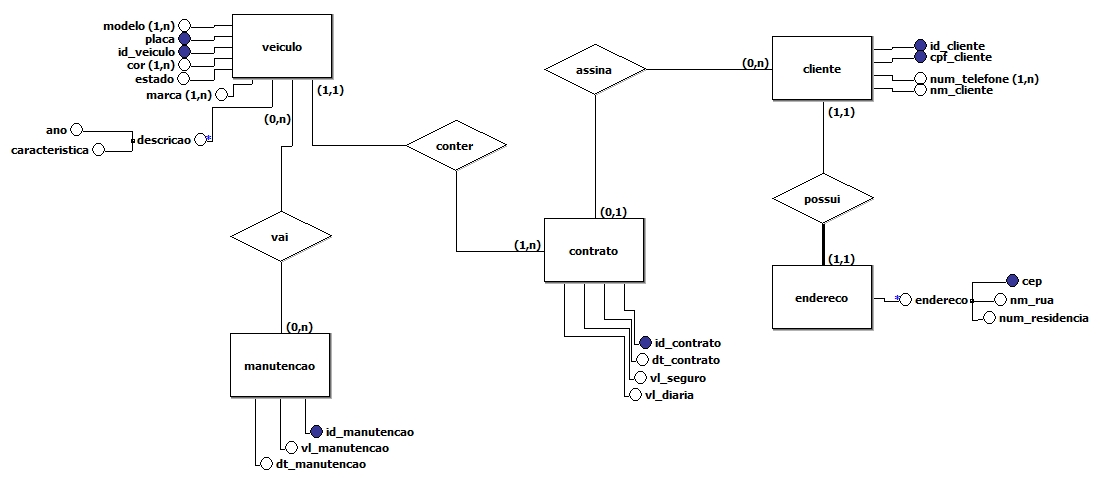 modelo (1,n)
placa
id_veiculo
cor (1,n)
estado
marca (1,n)
veiculo
(1,1)
(0,n)
ano
caracteristica
descricao
*
conter
vai
(0,n)
manutencao
id_manutencao
vl_manutencao
dt_manutencao
assina
(0,n)
(0,1)
(1,n)
contrato
id_contrato
dt_contrato
vl_seguro
vl_diaria
cliente
id_cliente
cpf_cliente
num_telefone (1,n)
nm_cliente
(1,1)
possui
(1,1)
endereco
*
endereco
cep
nm_rua
num_residencia